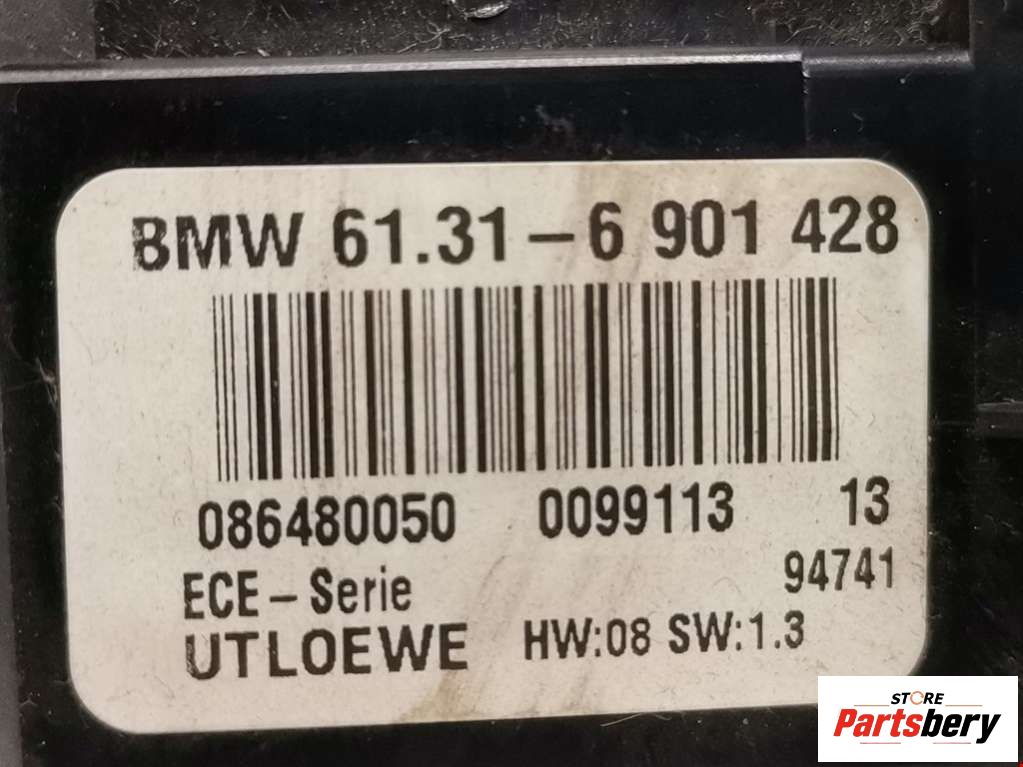 BMW 61.31-6 901 428
086480050 0099113 13
94741
ECE-Serie
UTLOEWE HW:08 SW:1.3
STORE
Partsbery